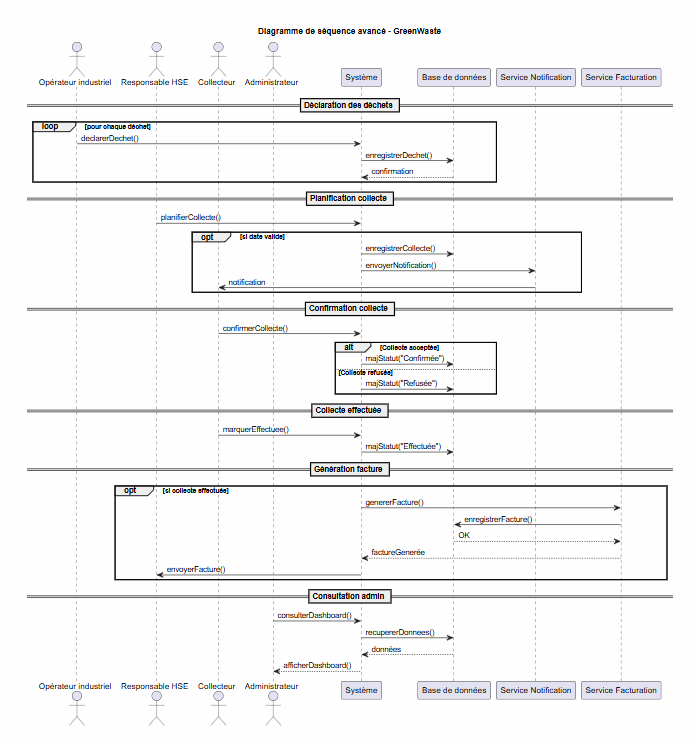 Diagramme de séquence avancé - GreenWaste
Opérateur industriel Responsable HSE Collecteur Administrateur Système Base de données Service Notification Service Facturation
Déclaration des déchets
loop [pour chaque déchet]
declarerDechet()
enregistrerDechet()
confirmation
Planification collecte
planifierCollecte()
opt [si date valide]
enregistrerCollecte()
envoyerNotification()
notification
Confirmation collecte
confirmerCollecte()
alt [Collecte acceptée]
majStatut("Confirmée")
[Collecte refusée]
majStatut("Refusée")
Collecte effectuée
marquerEffectuee()
majStatut("Effectuée")
Génération facture
opt [si collecte effectuée]
genererFacture()
enregistrerFacture()
OK
factureGenerée
envoyerFacture()
Consultation admin
consulterDashboard()
recupererDonnees()
données
afficherDashboard()
Opérateur industriel Responsable HSE Collecteur Administrateur Système Base de données Service Notification Service Facturation